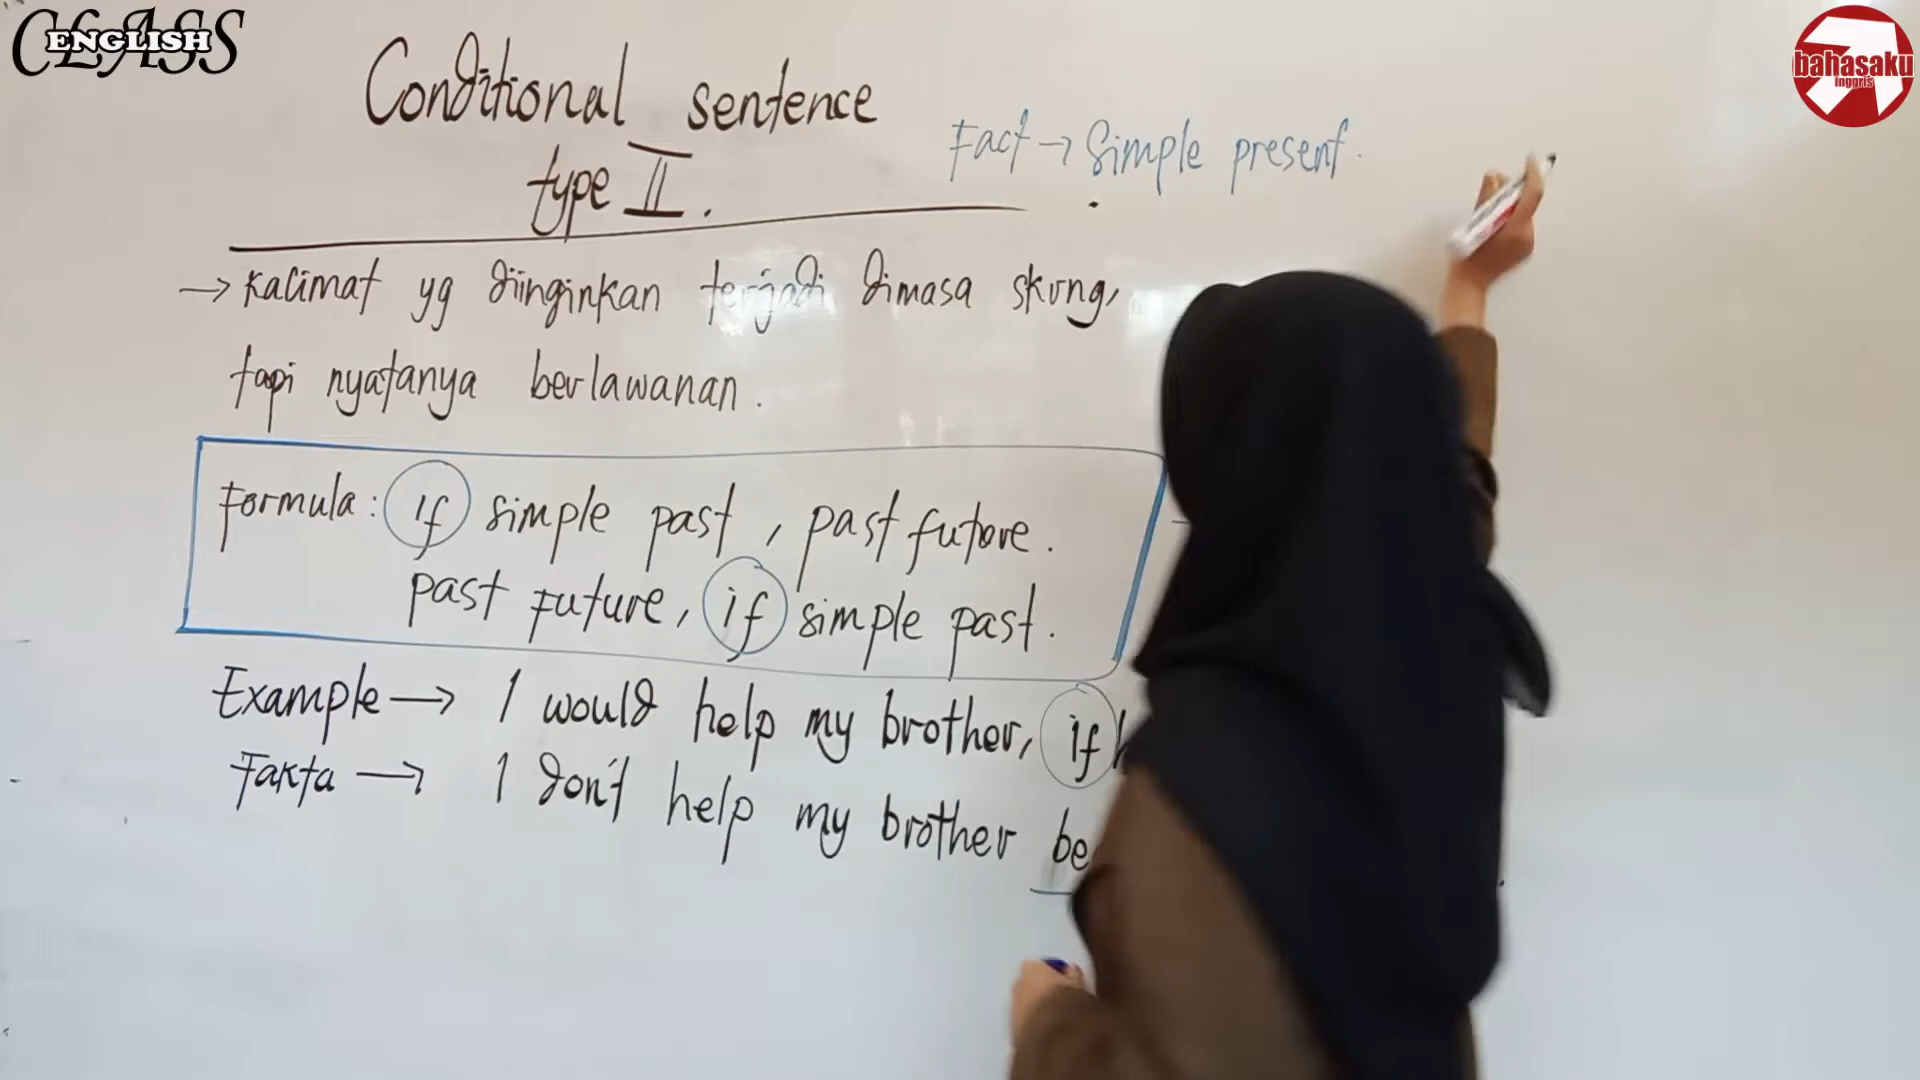 CLASS
ENGLISH
bahasaku
inggris
Conditional sentence
type II.
Fact → Simple present.
→ Kalimat yg diinginkan terjadi dimasa skrng,
tapi nyatanya berlawanan.
Formula : if simple past, past future.
past future, if simple past.
Example → I would help my brother, if
Fakta → I don't help my brother be